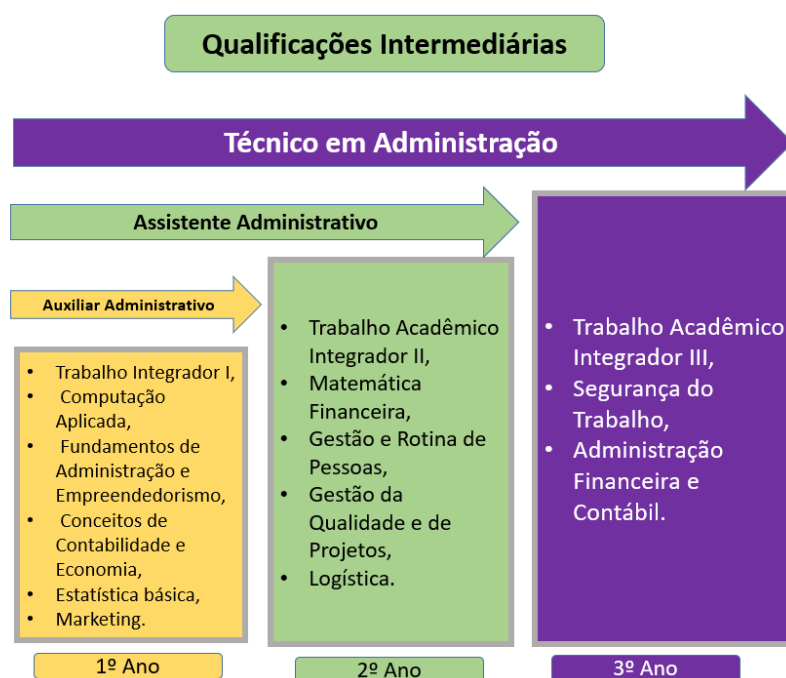 Qualificações Intermediárias
Técnico em Administração
Assistente Administrativo
Auxiliar Administrativo
• Trabalho Integrador I,
• Computação
Aplicada,
• Fundamentos de
Administração e
Empreendedorismo,
• Conceitos de
Contabilidade e
Economia,
• Estatística básica,
• Marketing.
1º Ano
• Trabalho Acadêmico
Integrador II,
• Matemática
Financeira,
• Gestão e Rotina de
Pessoas,
• Gestão da
Qualidade e de
Projetos,
• Logística.
2º Ano
• Trabalho Acadêmico
Integrador III,
• Segurança do
Trabalho,
• Administração
Financeira e
Contábil.
3º Ano